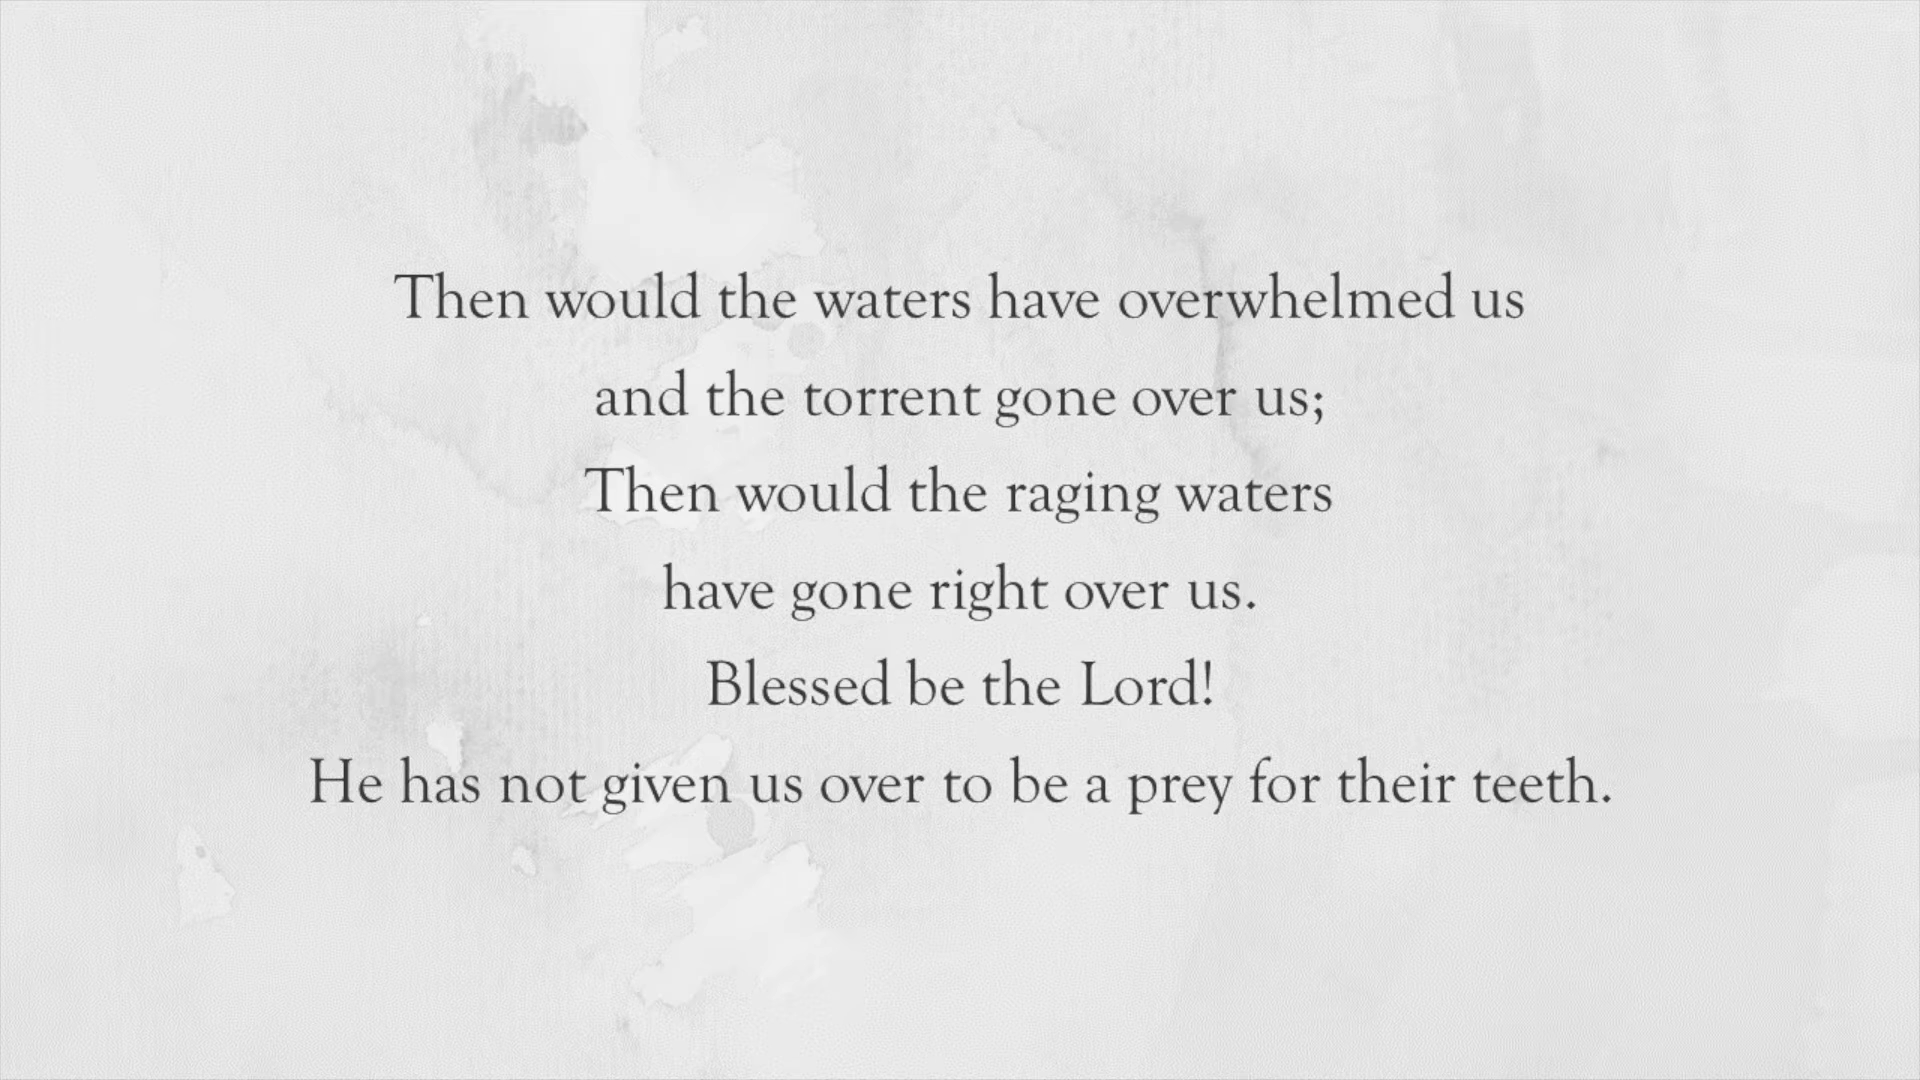 Then would the waters have overwhelmed us
and the torrent gone over us;
Then would the raging waters
have gone right over us.
Blessed be the Lord!
He has not given us over to be a prey for their teeth.